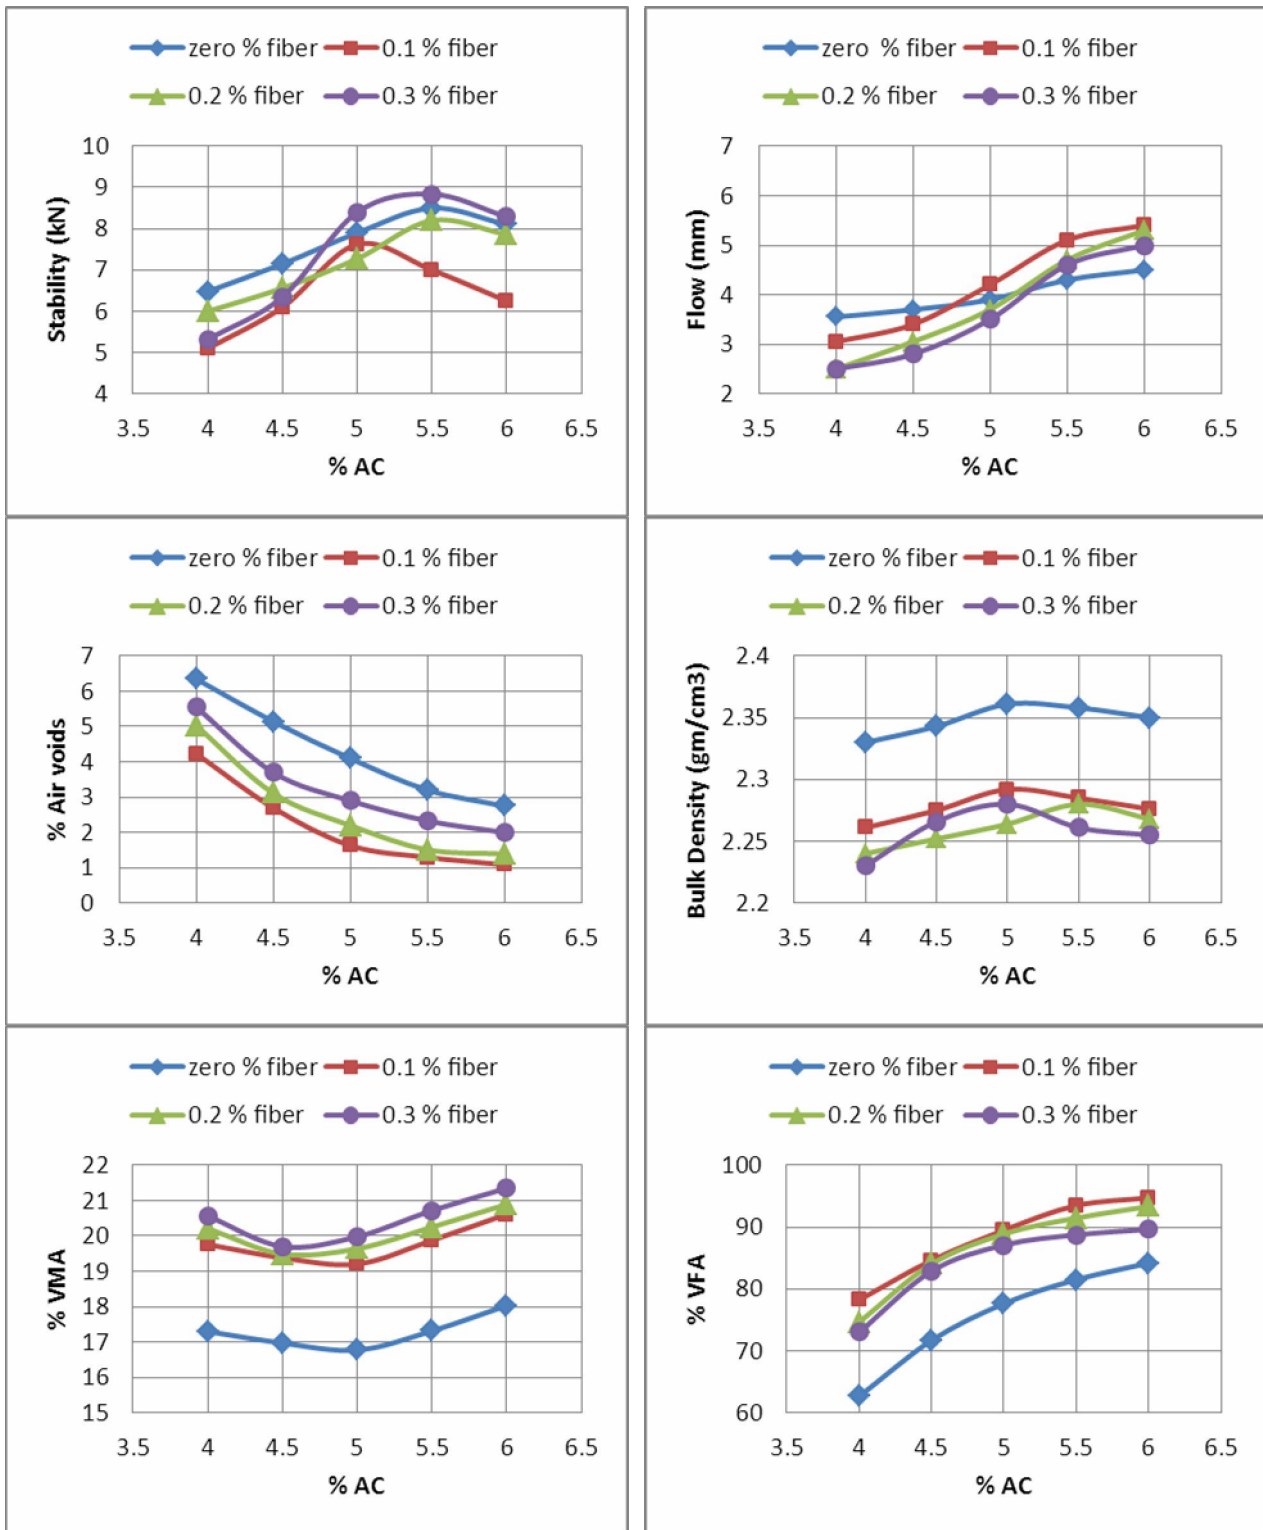 zero % fiber 0.1 % fiber
0.2 % fiber 0.3 % fiber
10
9
8
7
6
5
4
Stability (kN)
3.5 4 4.5 5 5.5 6 6.5
% AC
zero % fiber 0.1 % fiber
0.2 % fiber 0.3 % fiber
7
6
5
4
3
2
Flow (mm)
3.5 4 4.5 5 5.5 6 6.5
% AC
zero % fiber 0.1 % fiber
0.2 % fiber 0.3 % fiber
7
6
5
4
3
2
1
0
% Air voids
3.5 4 4.5 5 5.5 6 6.5
% AC
zero % fiber 0.1 % fiber
0.2 % fiber 0.3 % fiber
2.4
2.35
2.3
2.25
2.2
Bulk Density (gm/cm3)
3.5 4 4.5 5 5.5 6 6.5
% AC
zero % fiber 0.1 % fiber
0.2 % fiber 0.3 % fiber
22
21
20
19
18
17
16
15
% VMA
3.5 4 4.5 5 5.5 6 6.5
% AC
zero % fiber 0.1 % fiber
0.2 % fiber 0.3 % fiber
100
90
80
70
60
% VFA
3.5 4 4.5 5 5.5 6 6.5
% AC